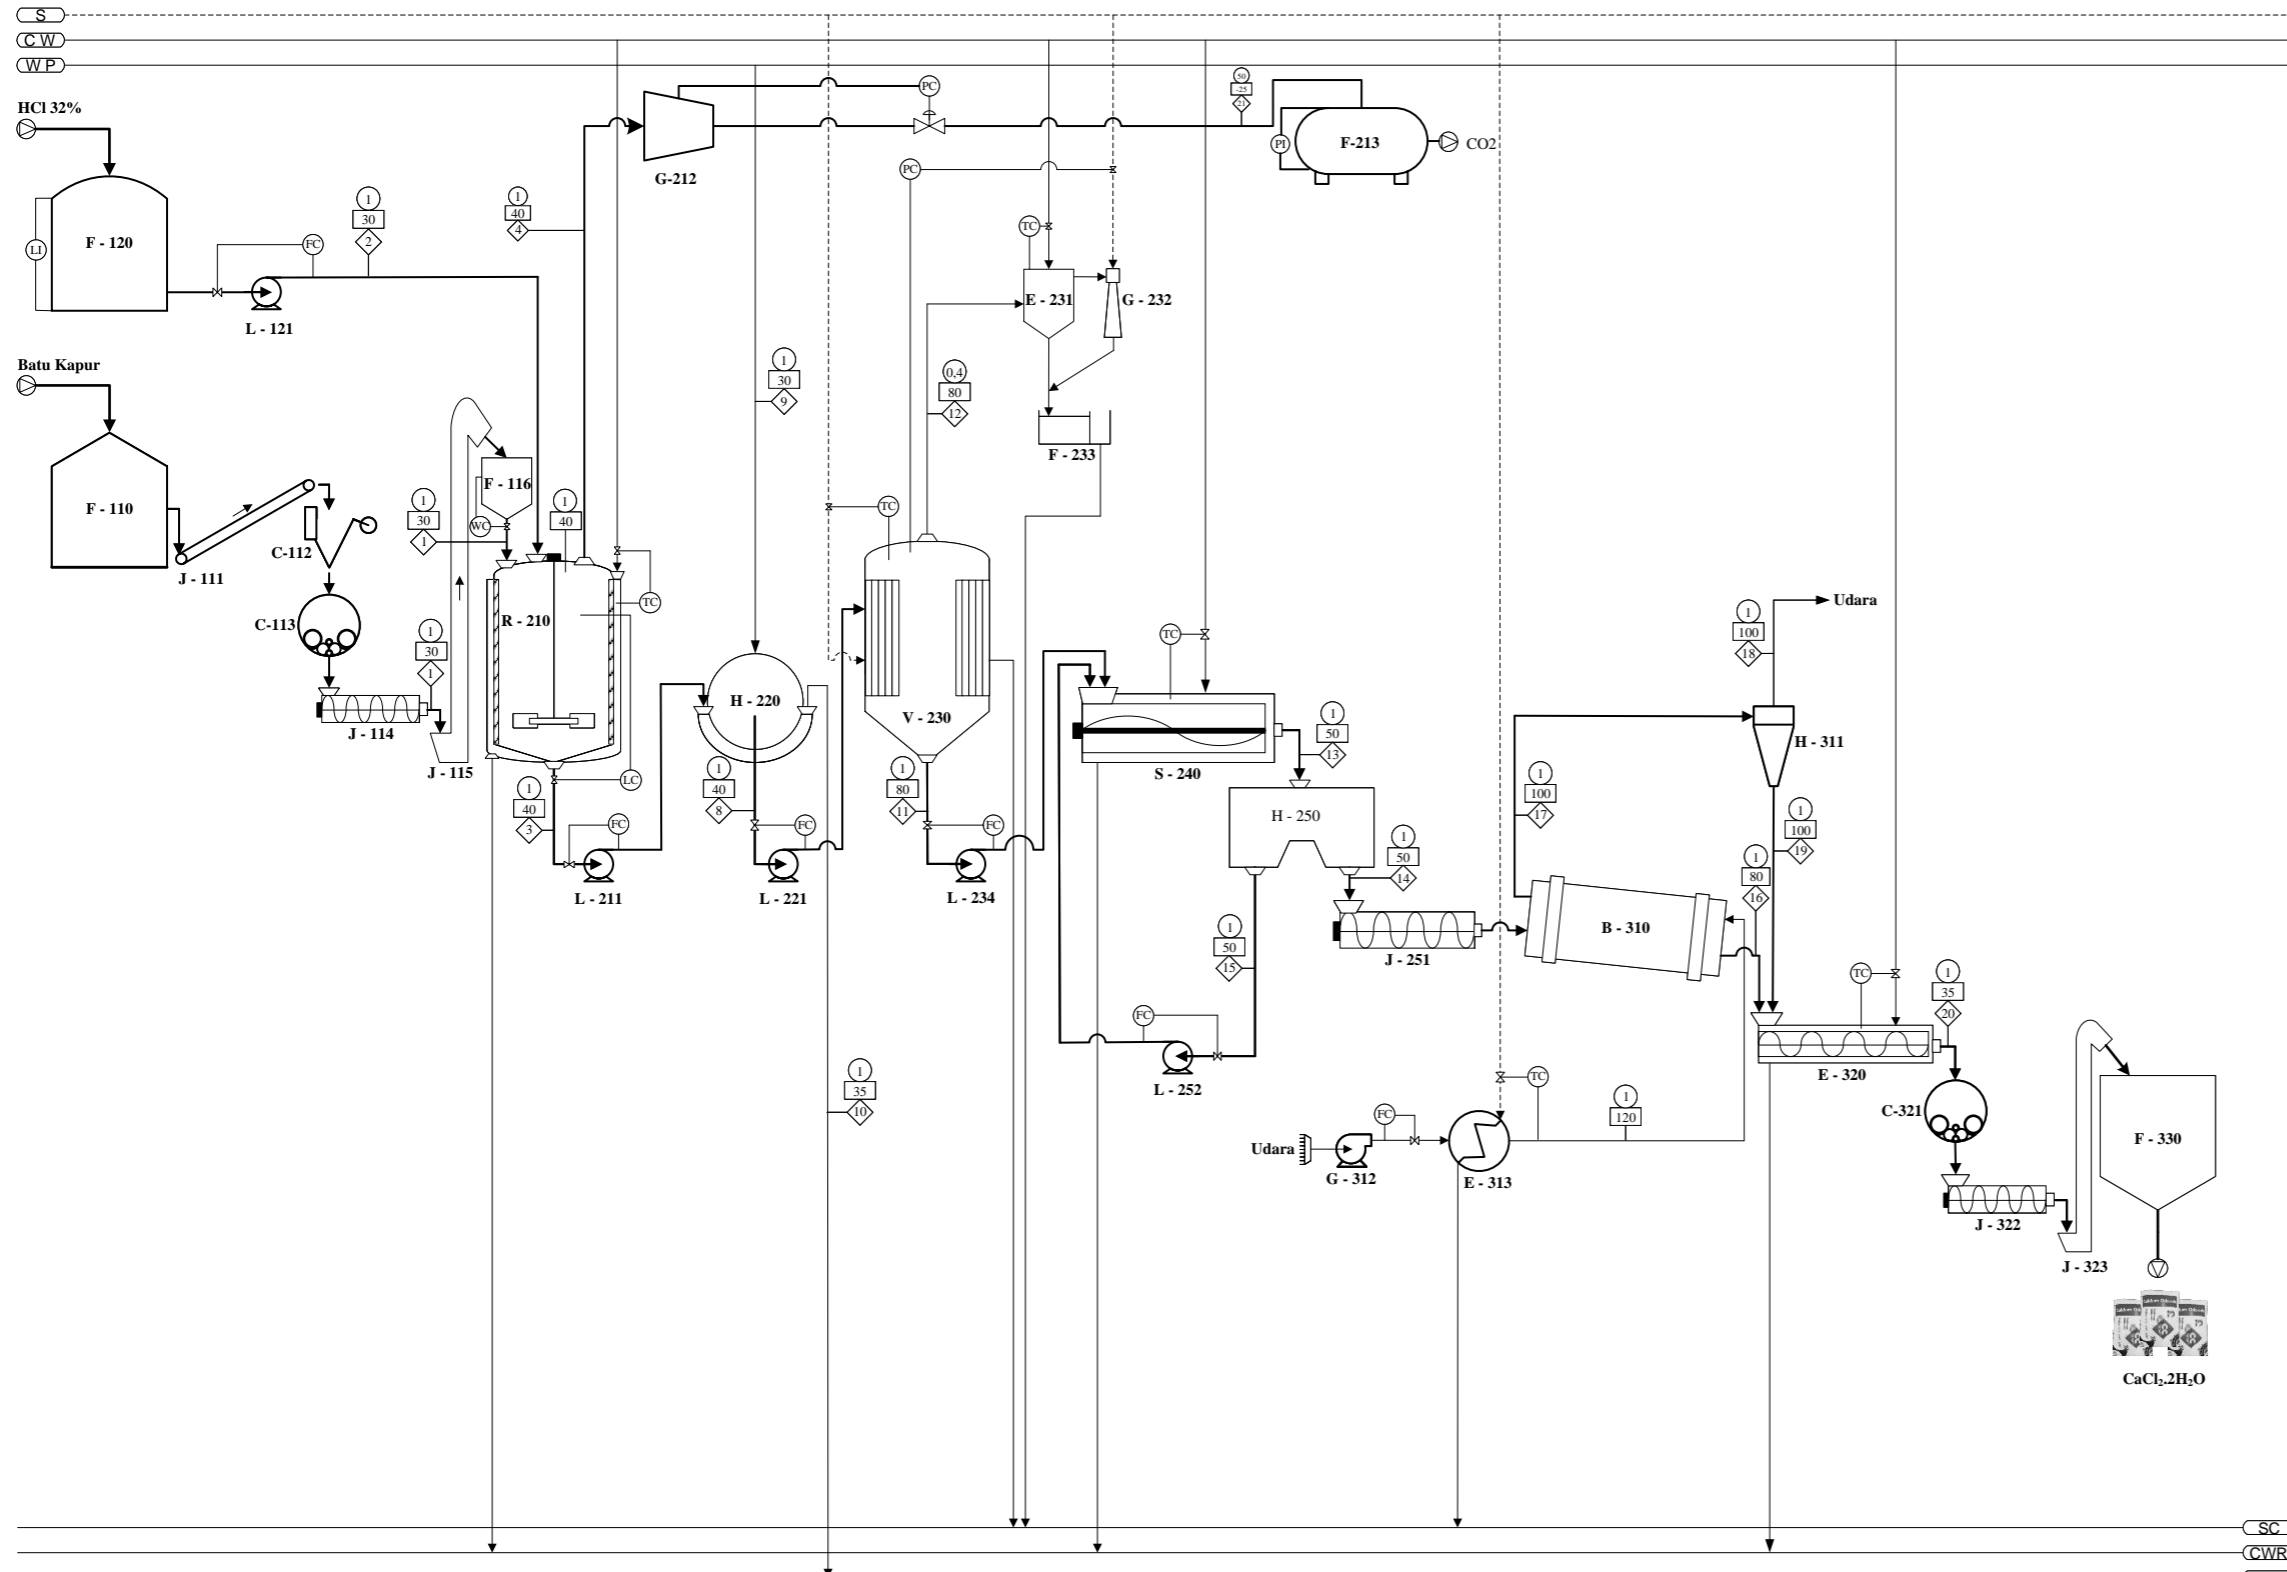 S
C W
W P
HCl 32%
F - 120
LI
FC
1
30
2
L - 121
1
40
4
G-212
PC
PC
50
-25
21
PI
F-213
CO2
Batu Kapur
F - 110
J - 111
C-112
C-113
J - 114
1
30
1
J - 115
F - 116
WC
1
30
1
1
40
R - 210
TC
LC
1
40
3
FC
L - 211
1
30
9
H - 220
1
40
8
FC
L - 221
1
35
10
TC
V - 230
0,4
80
12
TC
E - 231
G - 232
F - 233
1
80
11
FC
L - 234
TC
S - 240
1
50
13
H - 250
1
50
14
1
50
15
FC
L - 252
J - 251
Udara
G - 312
FC
E - 313
TC
1
120
B - 310
1
100
17
Udara
1
100
18
H - 311
1
100
19
1
80
16
TC
E - 320
1
35
20
C-321
J - 322
J - 323
F - 330
CaCl₂.2H₂O
SC
CWR